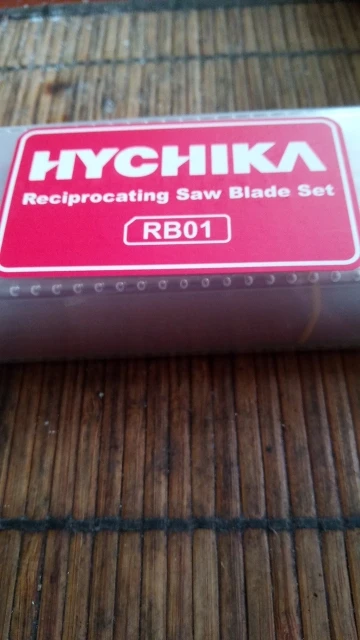 HYCHIKA
Reciprocating Saw Blade Set
RB01